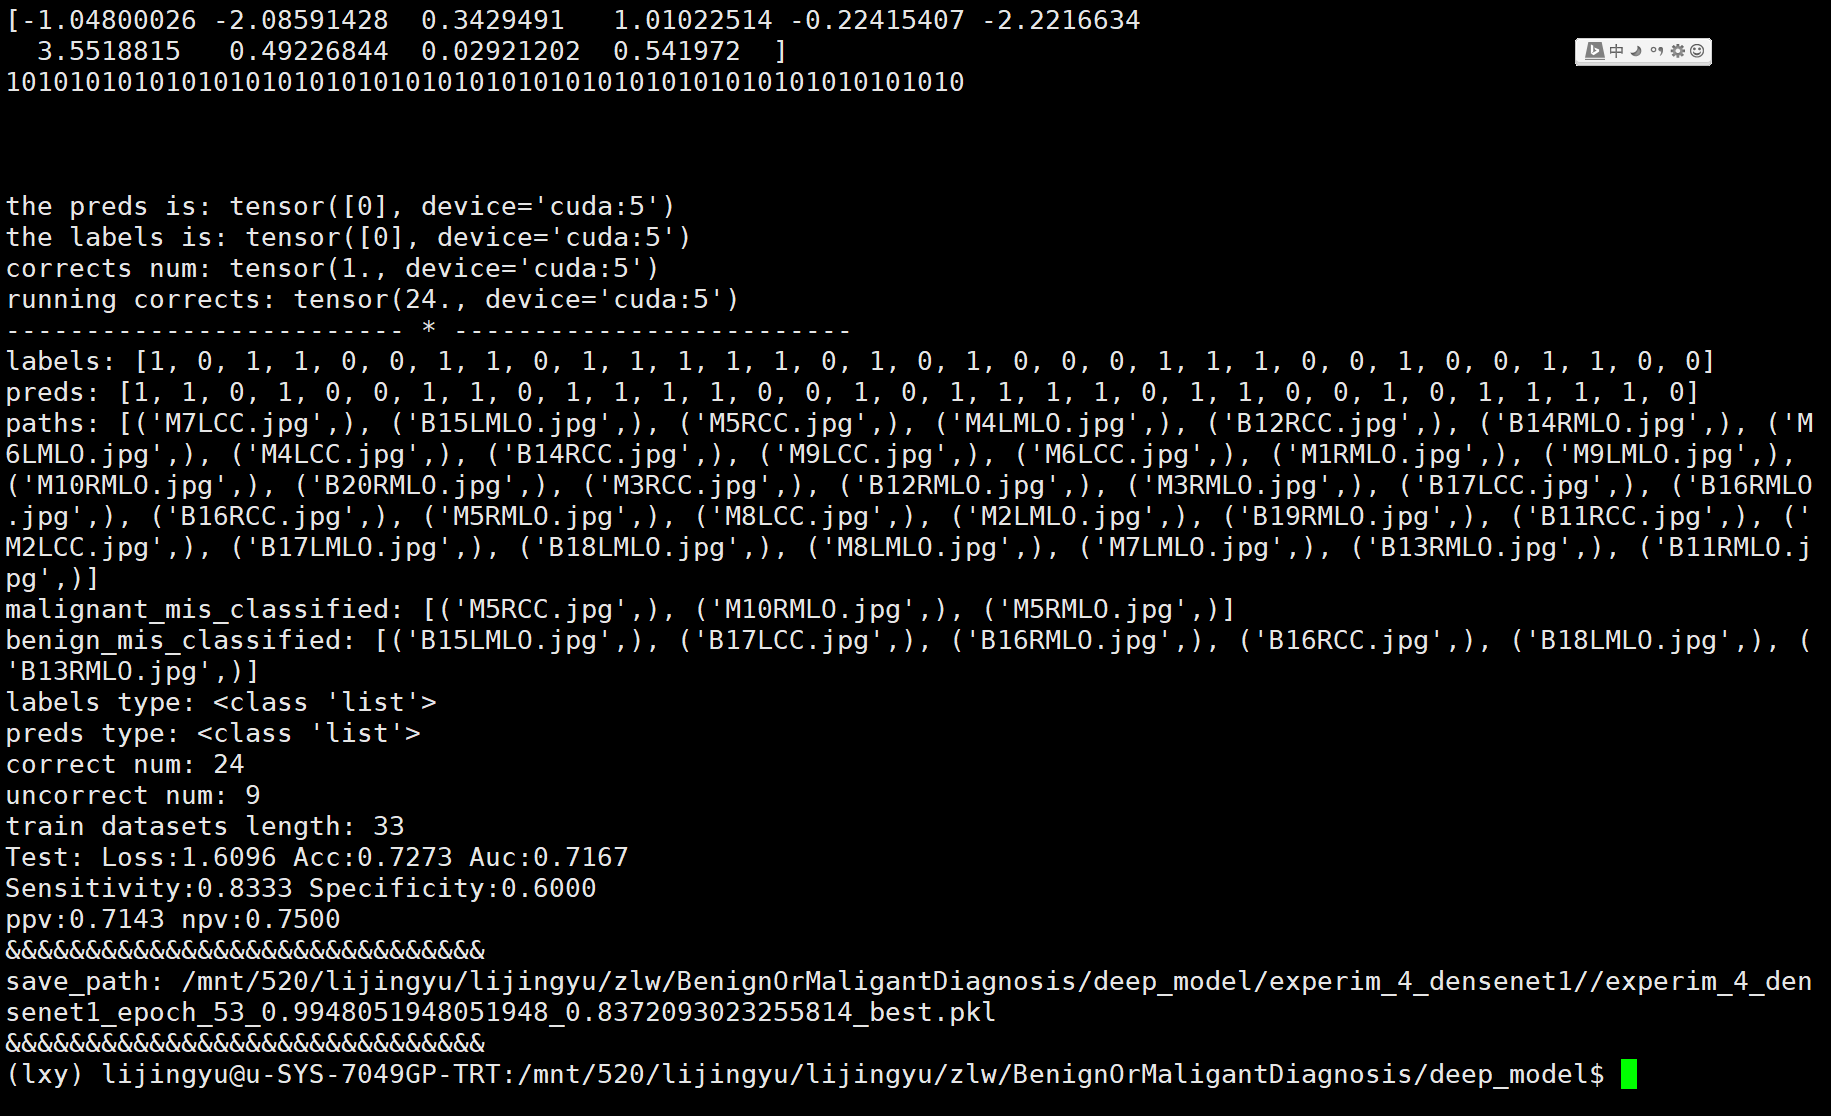 [-1.04800026 -2.08591428  0.3429491   1.01022514 -0.22415407 -2.2216634
  3.5518815   0.49226844  0.02921202  0.541972  ]
中
101010101010101010101010101010101010101010101010101010101010
the preds is: tensor([0], device='cuda:5')
the labels is: tensor([0], device='cuda:5')
corrects num: tensor(1., device='cuda:5')
running corrects: tensor(24., device='cuda:5')
------------------------- * -------------------------
labels: [1, 0, 1, 1, 0, 0, 1, 1, 0, 1, 1, 1, 1, 1, 0, 1, 0, 1, 0, 0, 0, 1, 1, 1, 0, 0, 1, 0, 0, 1, 1, 0, 0]
preds: [1, 1, 0, 1, 0, 0, 1, 1, 0, 1, 1, 1, 1, 0, 0, 1, 0, 1, 1, 1, 1, 0, 1, 1, 0, 0, 1, 0, 1, 1, 1, 1, 0]
paths: [('M7LCC.jpg',), ('B15LMLO.jpg',), ('M5RCC.jpg',), ('M4LMLO.jpg',), ('B12RCC.jpg',), ('B14RMLO.jpg',), ('M
6LMLO.jpg',), ('M4LCC.jpg',), ('B14RCC.jpg',), ('M9LCC.jpg',), ('M6LCC.jpg',), ('M1RMLO.jpg',), ('M9LMLO.jpg',),
('M10RMLO.jpg',), ('B20RMLO.jpg',), ('M3RCC.jpg',), ('B12RMLO.jpg',), ('M3RMLO.jpg',), ('B17LCC.jpg',), ('B16RMLO
.jpg',), ('B16RCC.jpg',), ('M5RMLO.jpg',), ('M8LCC.jpg',), ('M2LMLO.jpg',), ('B19RMLO.jpg',), ('B11RCC.jpg',), ('
M2LCC.jpg',), ('B17LMLO.jpg',), ('B18LMLO.jpg',), ('M8LMLO.jpg',), ('M7LMLO.jpg',), ('B13RMLO.jpg',), ('B11RMLO.j
pg',)]
malignant_mis_classified: [('M5RCC.jpg',), ('M10RMLO.jpg',), ('M5RMLO.jpg',)]
benign_mis_classified: [('B15LMLO.jpg',), ('B17LCC.jpg',), ('B16RMLO.jpg',), ('B16RCC.jpg',), ('B18LMLO.jpg',), (
'B13RMLO.jpg',)]
labels type: <class 'list'>
preds type: <class 'list'>
correct num: 24
uncorrect num: 9
train datasets length: 33
Test: Loss:1.6096 Acc:0.7273 Auc:0.7167
Sensitivity:0.8333 Specificity:0.6000
ppv:0.7143 npv:0.7500
&&&&&&&&&&&&&&&&&&&&&&&&&&&&&&
save_path: /mnt/520/lijingyu/lijingyu/zlw/BenignOrMaligantDiagnosis/deep_model/experim_4_densenet1//experim_4_den
senet1_epoch_53_0.9948051948051948_0.8372093023255814_best.pkl
&&&&&&&&&&&&&&&&&&&&&&&&&&&&&&
(lxy) lijingyu@u-SYS-7049GP-TRT:/mnt/520/lijingyu/lijingyu/zlw/BenignOrMaligantDiagnosis/deep_model$